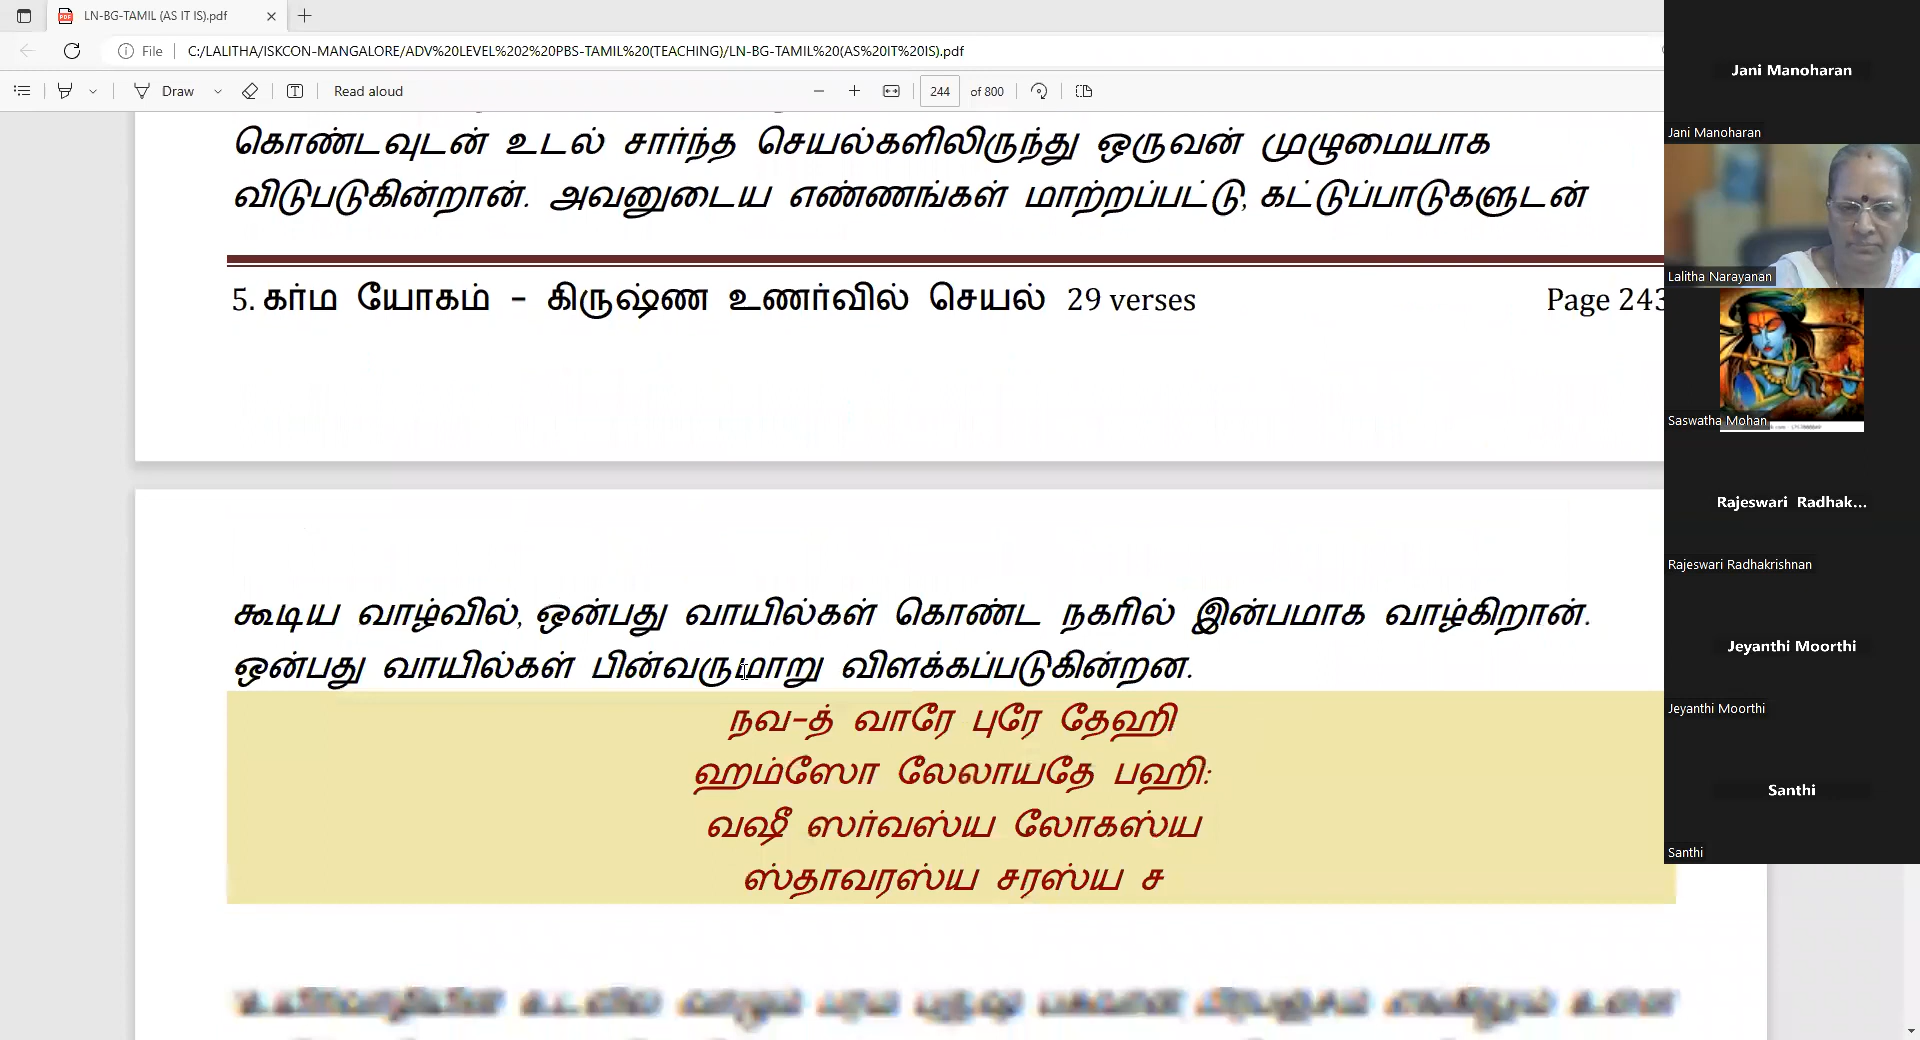 LN-BG-TAMIL (AS IT IS).pdf
File C:/LALITHA/ISKCON-MANGALORE/ADV%20LEVEL%202%20PBS-TAMIL%20(TEACHING)/LN-BG-TAMIL%20(AS%20IT%20IS).pdf
Draw Read aloud 244 of 800
கொண்டவுடன் உடல் சார்ந்த செயல்களிலிருந்து ஒருவன் முழுமையாக
விடுபடுகின்றான். அவனுடைய எண்ணங்கள் மாற்றப்பட்டு, கட்டுப்பாடுகளுடன்
5. கர்ம யோகம் – கிருஷ்ண உணர்வில் செயல் 29 verses Page 243
கூடிய வாழ்வில், ஒன்பது வாயில்கள் கொண்ட நகரில் இன்பமாக வாழ்கிறான்.
ஒன்பது வாயில்கள் பின்வருமாறு விளக்கப்படுகின்றன.
நவ-த் வாரே புரே தேஹி
ஹம்ஸோ லேலாயதே பஹி:
வஷீ ஸர்வஸ்ய லோகஸ்ய
ஸ்தாவரஸ்ய சரஸ்ய ச
Jani Manoharan
Jani Manoharan
Lalitha Narayanan
Saswatha Mohan
Rajeswari Radhak...
Rajeswari Radhakrishnan
Jeyanthi Moorthi
Jeyanthi Moorthi
Santhi
Santhi